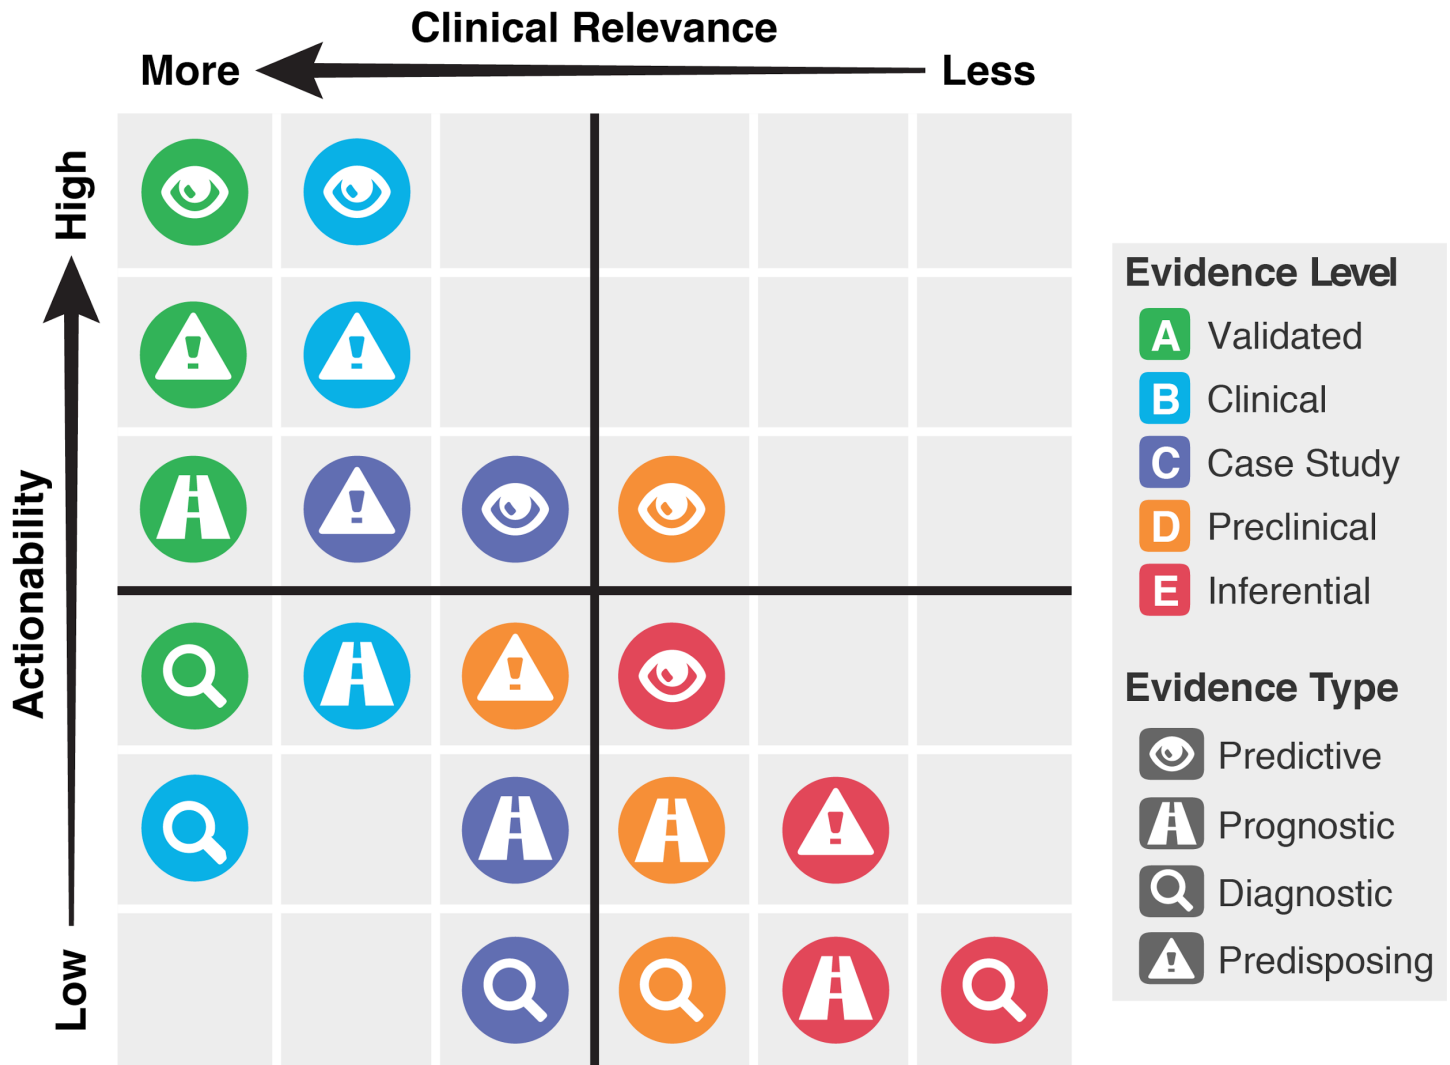 Clinical Relevance
More
Less
High
Actionability
Low
Evidence Level
A Validated
B Clinical
C Case Study
D Preclinical
E Inferential
Evidence Type
Predictive
Prognostic
Diagnostic
Predisposing